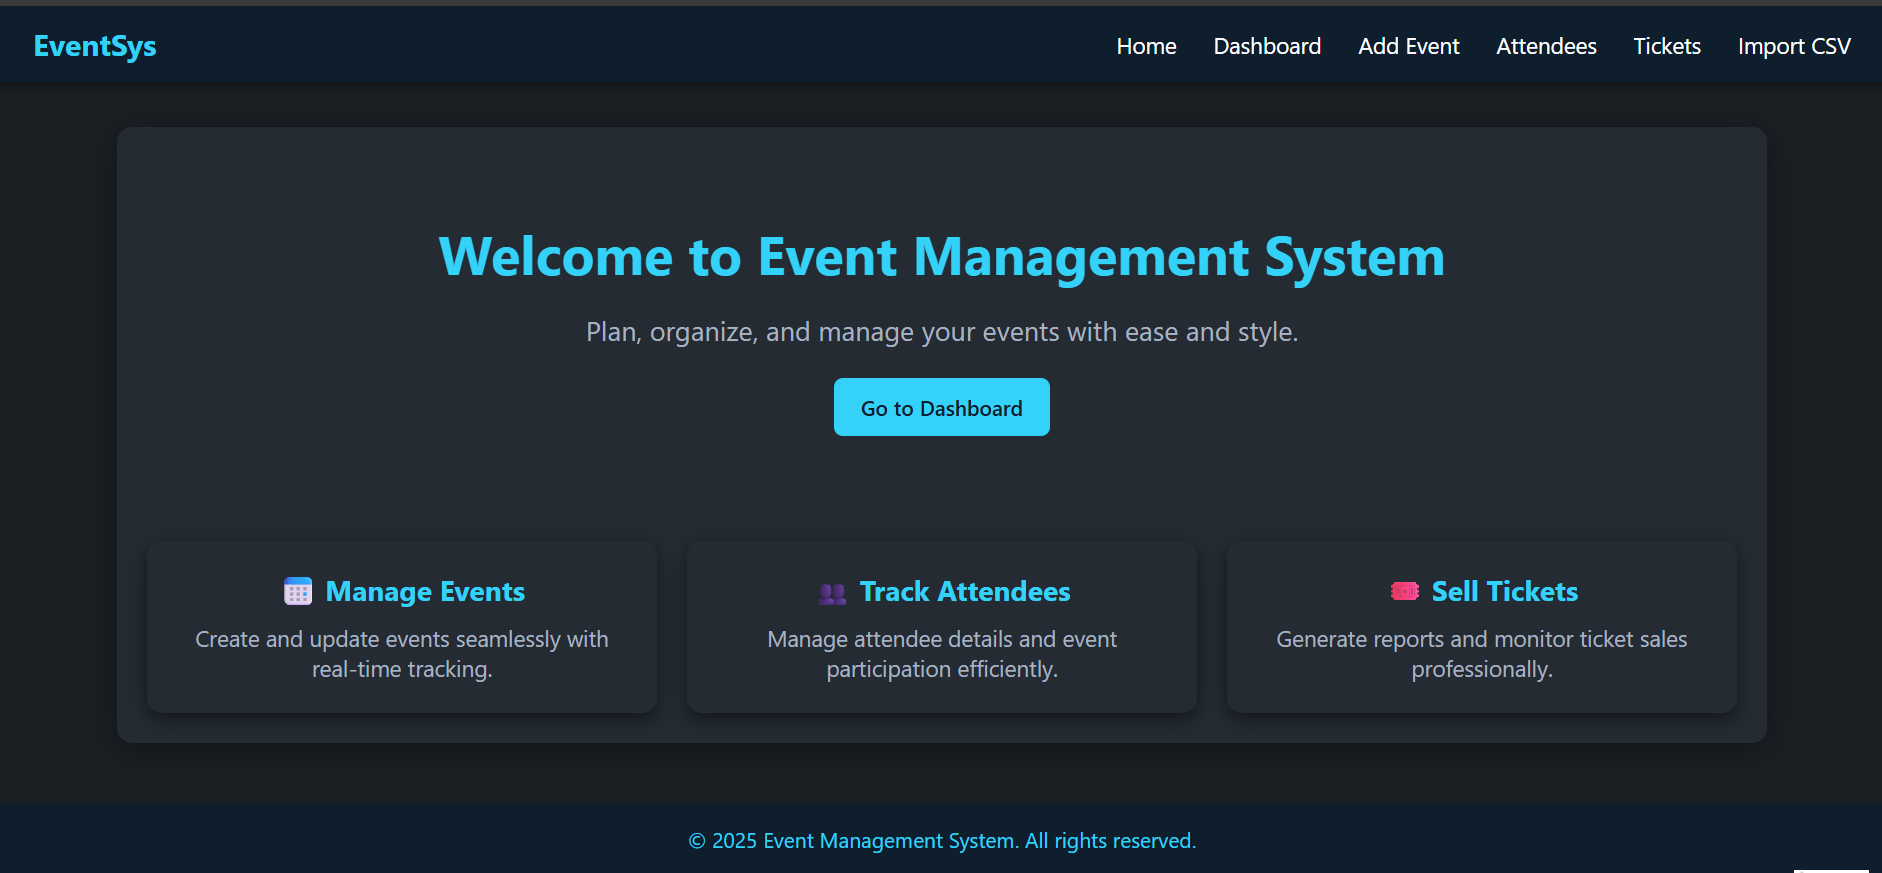 EventSys
Home Dashboard Add Event Attendees Tickets Import CSV
Welcome to Event Management System
Plan, organize, and manage your events with ease and style.
Go to Dashboard
Manage Events
Create and update events seamlessly with
real-time tracking.
Track Attendees
Manage attendee details and event
participation efficiently.
Sell Tickets
Generate reports and monitor ticket sales
professionally.
© 2025 Event Management System. All rights reserved.